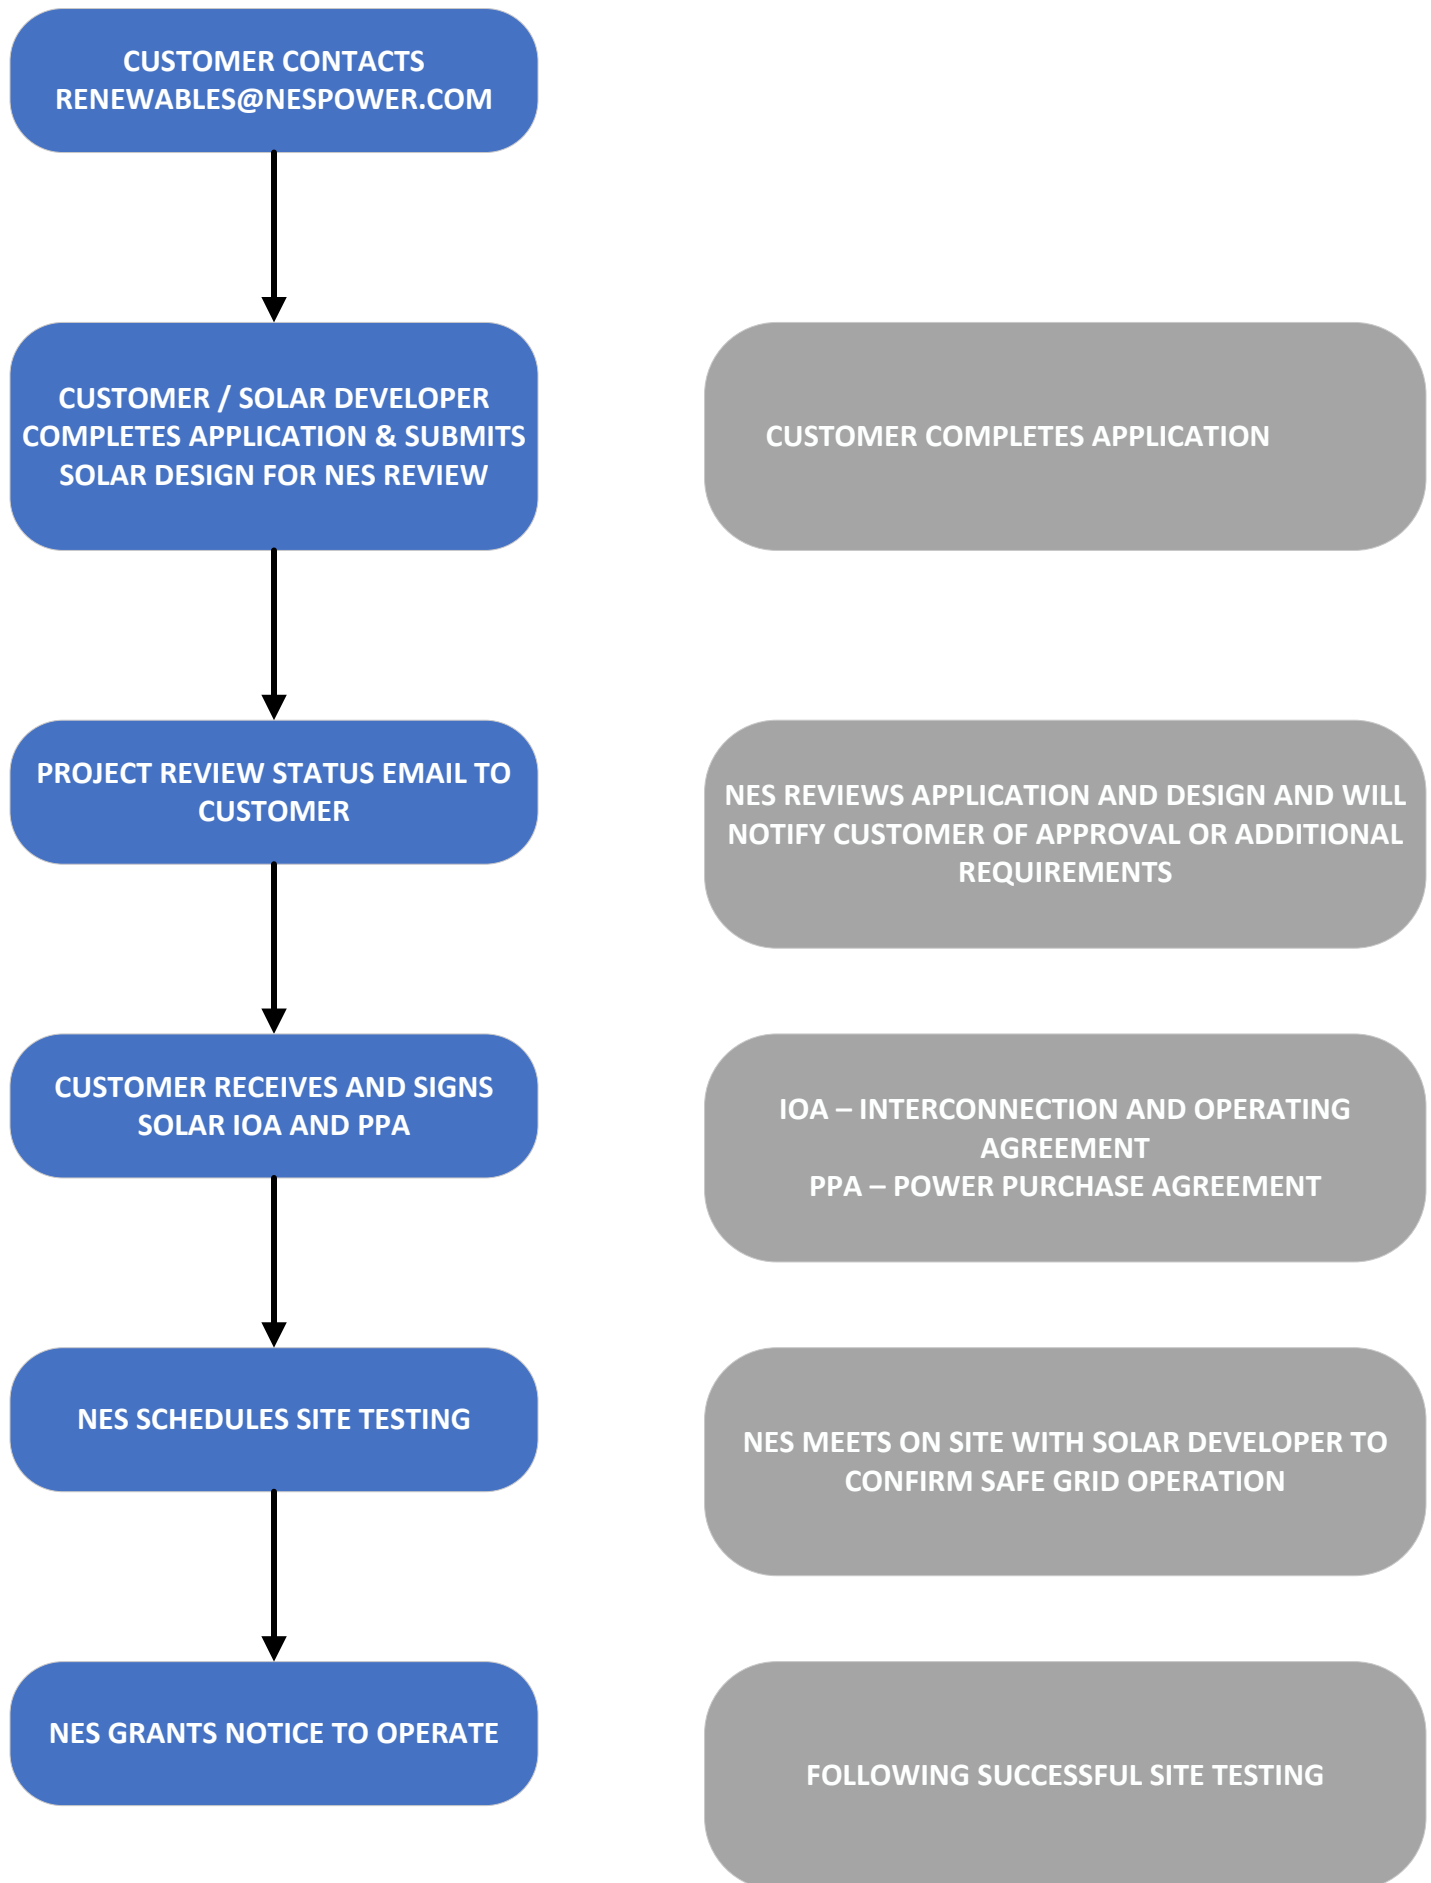 CUSTOMER CONTACTS
RENEWABLES@NESPOWER.COM
CUSTOMER / SOLAR DEVELOPER
COMPLETES APPLICATION & SUBMITS
SOLAR DESIGN FOR NES REVIEW
CUSTOMER COMPLETES APPLICATION
PROJECT REVIEW STATUS EMAIL TO
CUSTOMER
NES REVIEWS APPLICATION AND DESIGN AND WILL
NOTIFY CUSTOMER OF APPROVAL OR ADDITIONAL
REQUIREMENTS
CUSTOMER RECEIVES AND SIGNS
SOLAR IOA AND PPA
IOA – INTERCONNECTION AND OPERATING
AGREEMENT
PPA – POWER PURCHASE AGREEMENT
NES SCHEDULES SITE TESTING
NES MEETS ON SITE WITH SOLAR DEVELOPER TO
CONFIRM SAFE GRID OPERATION
NES GRANTS NOTICE TO OPERATE
FOLLOWING SUCCESSFUL SITE TESTING